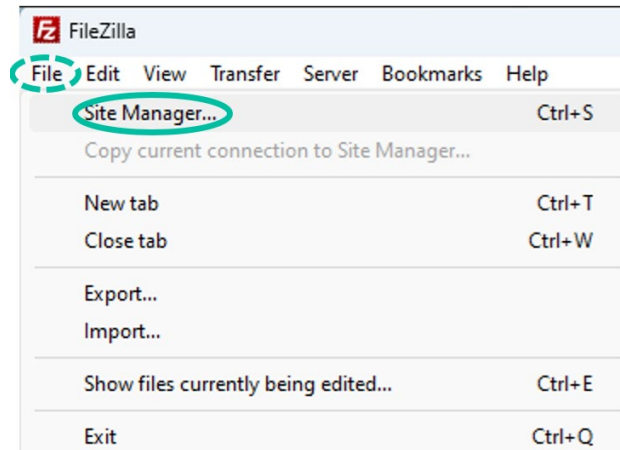 Fz FileZilla
File Edit View Transfer Server Bookmarks Help
Site Manager... Ctrl+S
Copy current connection to Site Manager...
New tab Ctrl+T
Close tab Ctrl+W
Export...
Import...
Show files currently being edited... Ctrl+E
Exit Ctrl+Q